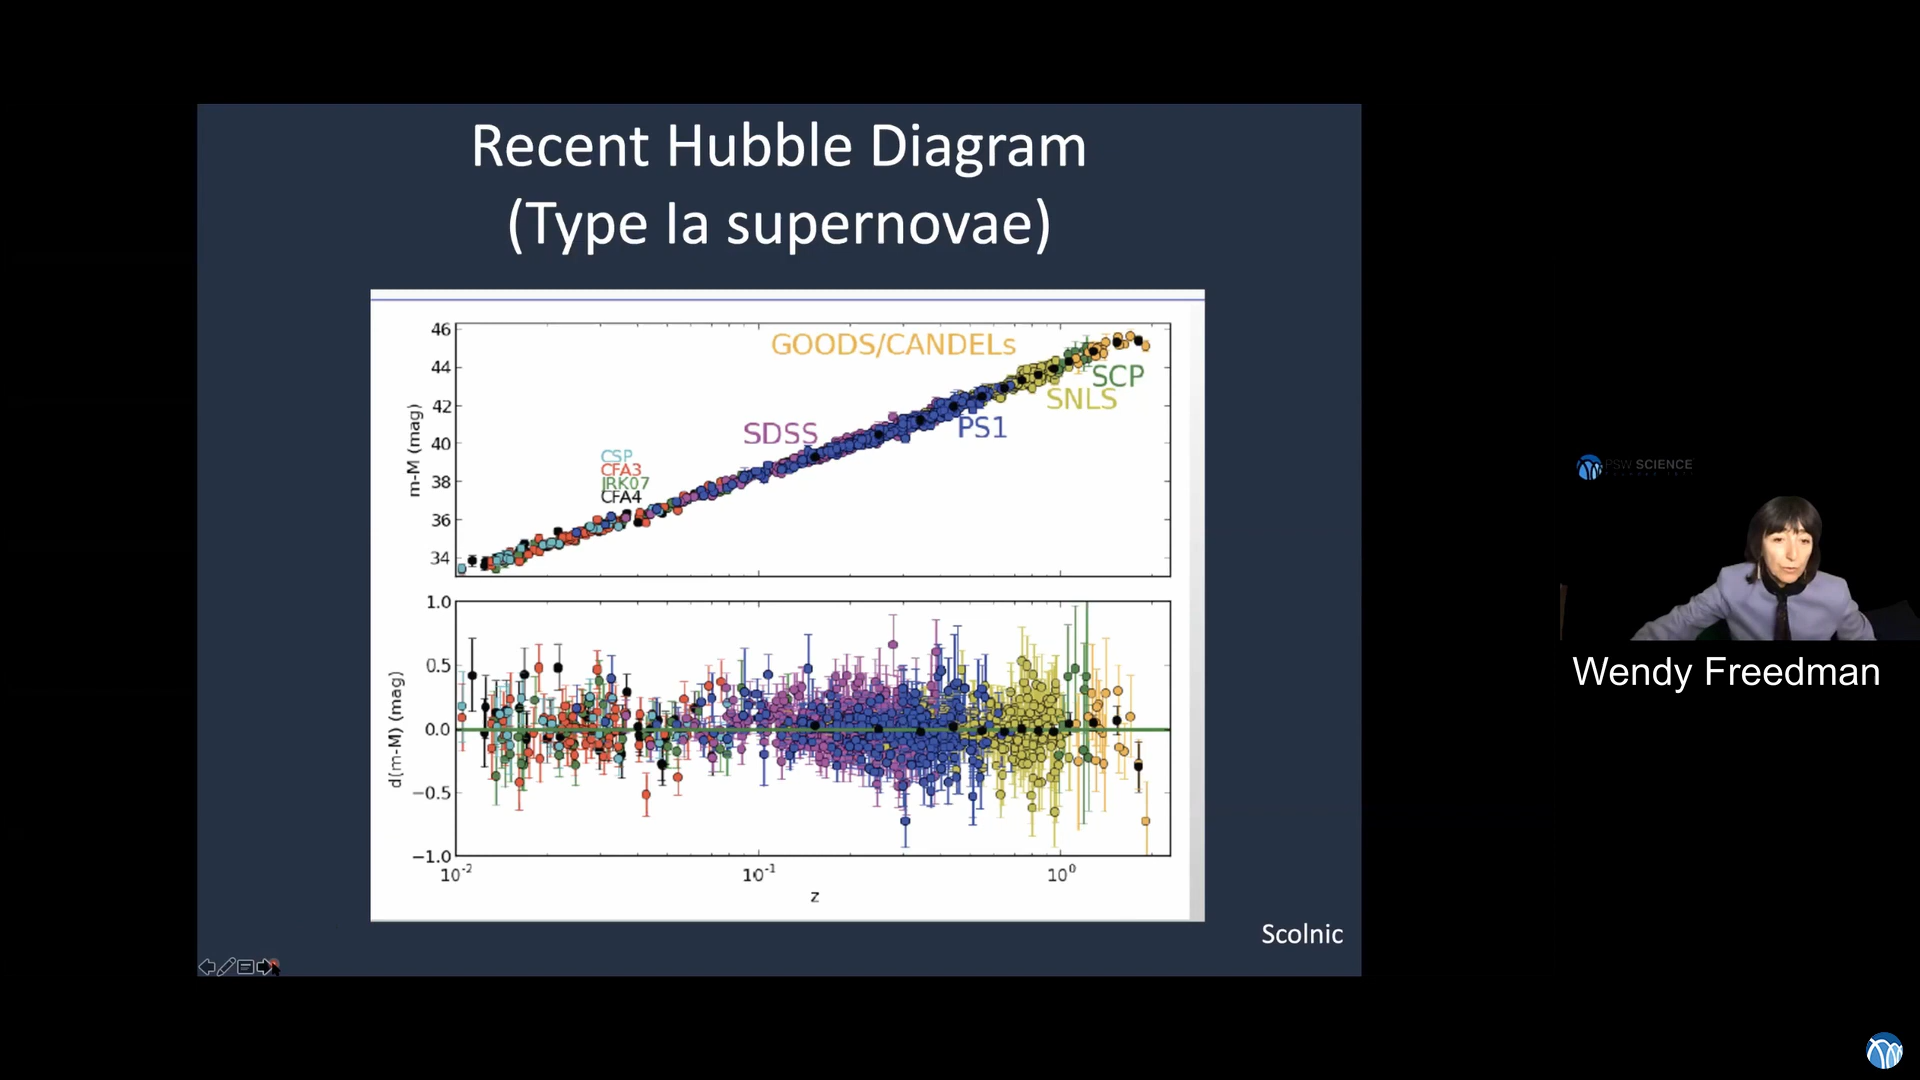 Recent Hubble Diagram
(Type Ia supernovae)
46
44
42
40
38
36
34
m-M (mag)
GOODS/CANDELs
SCP
SNLS
PS1
SDSS
CSP
CFA3
JRK07
CFA4
1.0
0.5
0.0
−0.5
−1.0
d(m-M) (mag)
10⁻² 10⁻¹ 10⁰
z
Scolnic
PSW SCIENCE
Wendy Freedman